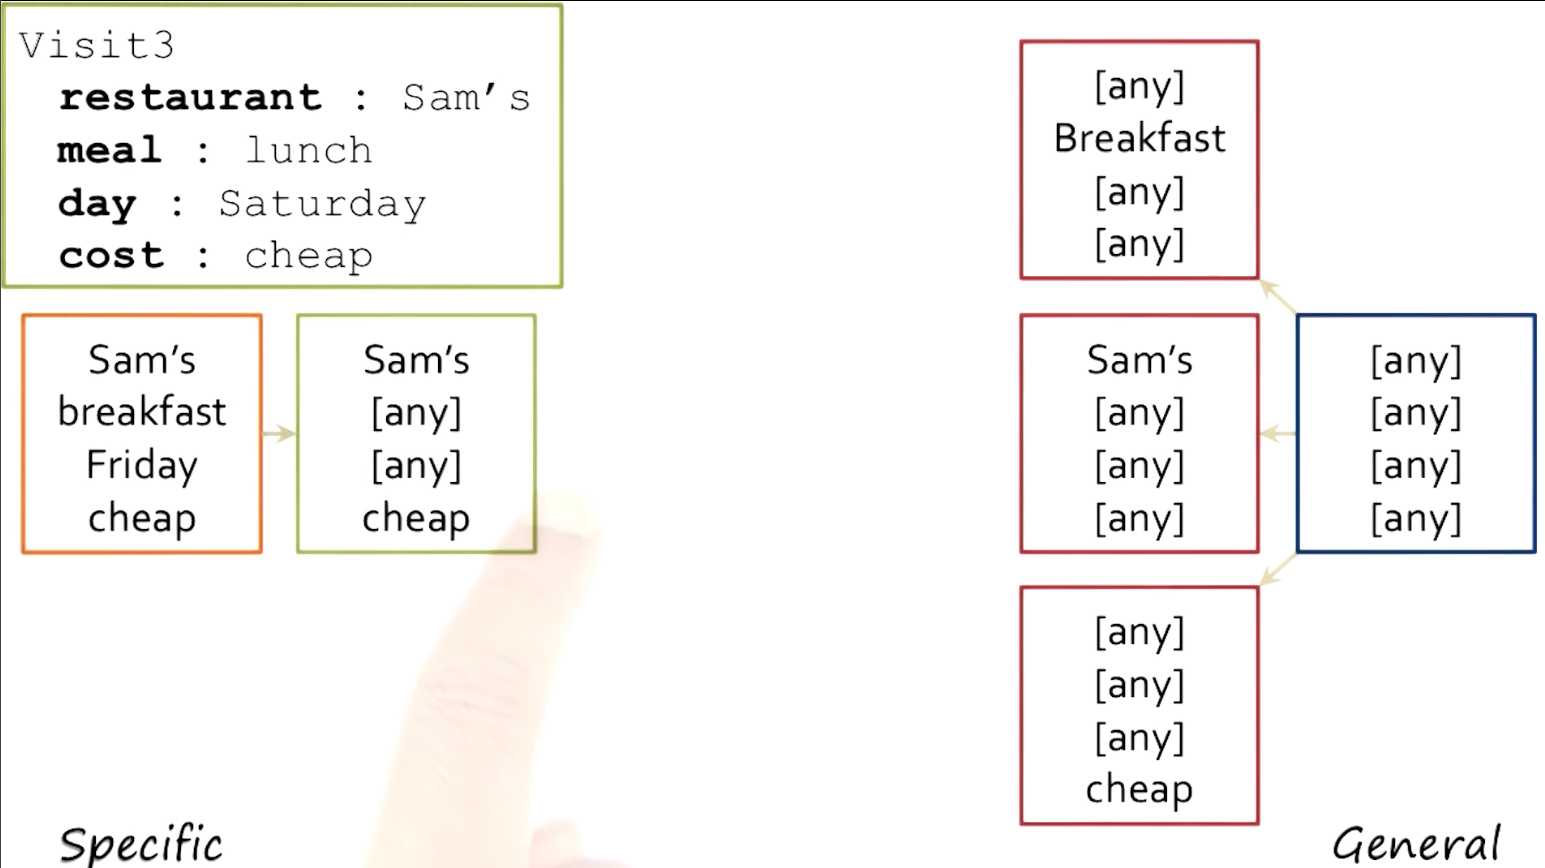 Visit3
restaurant : Sam's
meal : lunch
day : Saturday
cost : cheap
Sam's
breakfast
Friday
cheap
Sam's
[any]
[any]
cheap
[any]
Breakfast
[any]
[any]
Sam's
[any]
[any]
[any]
[any]
[any]
[any]
cheap
[any]
[any]
[any]
[any]
Specific
General